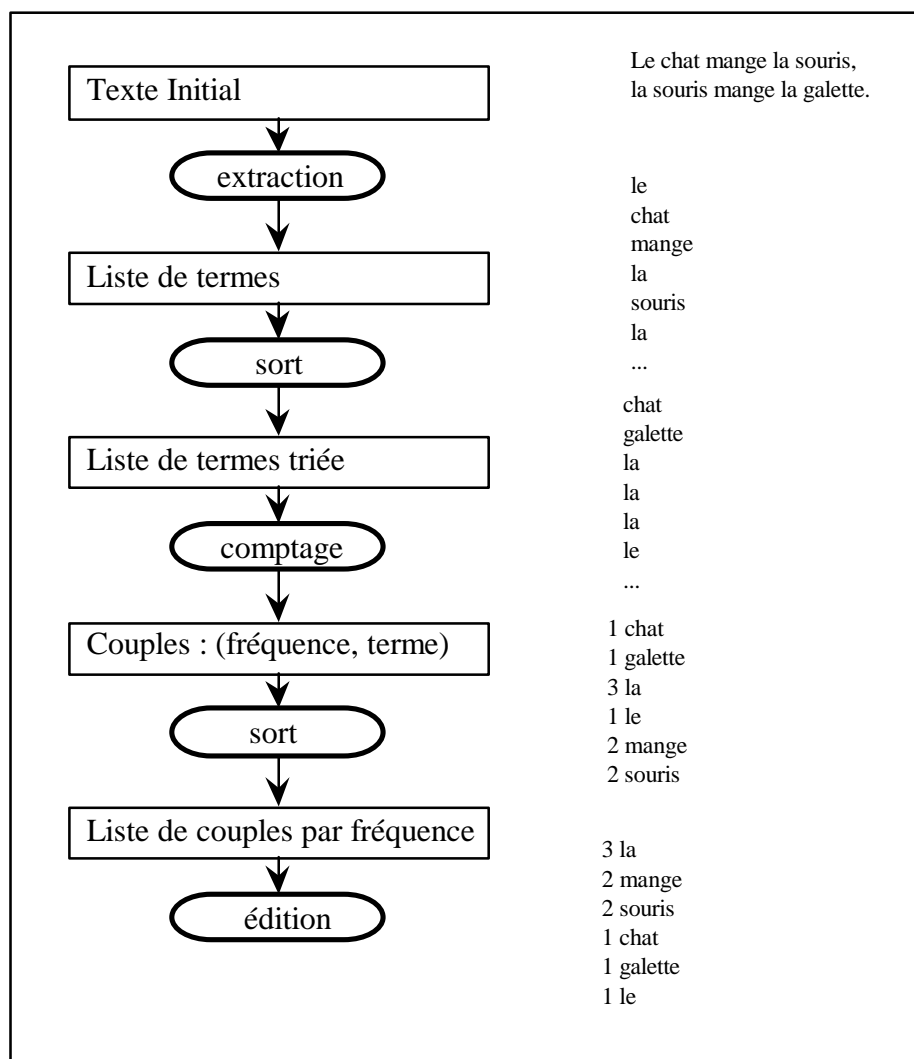 Texte Initial
Le chat mange la souris,
la souris mange la galette.
extraction
le
chat
mange
la
souris
la
...
Liste de termes
sort
chat
galette
la
la
la
le
...
Liste de termes triée
comptage
Couples : (fréquence, terme)
1 chat
1 galette
3 la
1 le
2 mange
2 souris
sort
Liste de couples par fréquence
3 la
2 mange
2 souris
1 chat
1 galette
1 le
édition